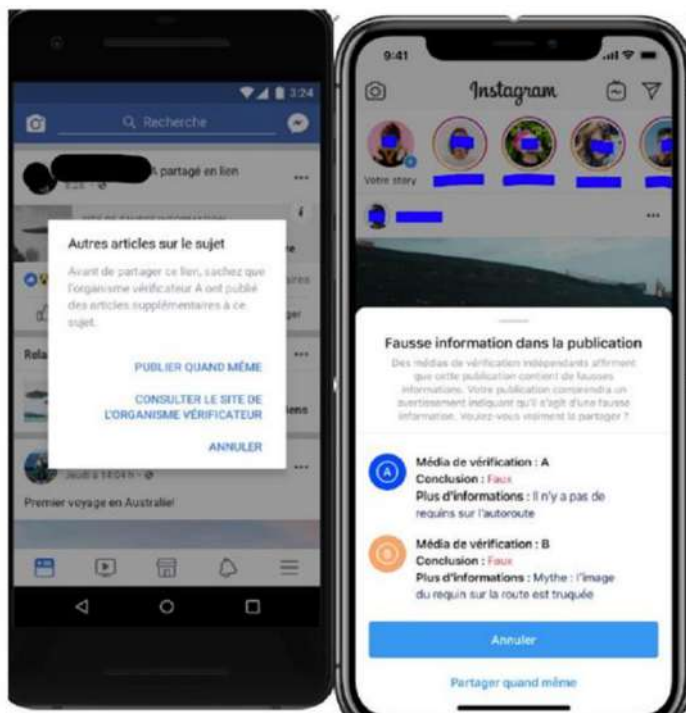 3:24
Recherche
A partagé en lien
Autres articles sur le sujet
Avant de partager ce lien, sachez que
l'organisme vérificateur A ont publié
des articles supplémentaires à ce
sujet.
PUBLIER QUAND MÊME
CONSULTER LE SITE DE
L'ORGANISME VÉRIFICATEUR
ANNULER
Rela
iens
Jeudi à 14:04 h
Premier voyage en Australie!
9:41
Instagram
Votre story
Fausse information dans la publication
Des médias de vérification indépendants affirment
que cette publication contient de fausses
informations. Votre publication comprendra un
avertissement indiquant qu'il s'agit d'une fausse
information. Voulez-vous vraiment la partager ?
A
Média de vérification : A
Conclusion : Faux
Plus d'informations : Il n'y a pas de
requins sur l'autoroute
B
Média de vérification : B
Conclusion : Faux
Plus d'informations : Mythe : l'image
du requin sur la route est truquée
Annuler
Partager quand même